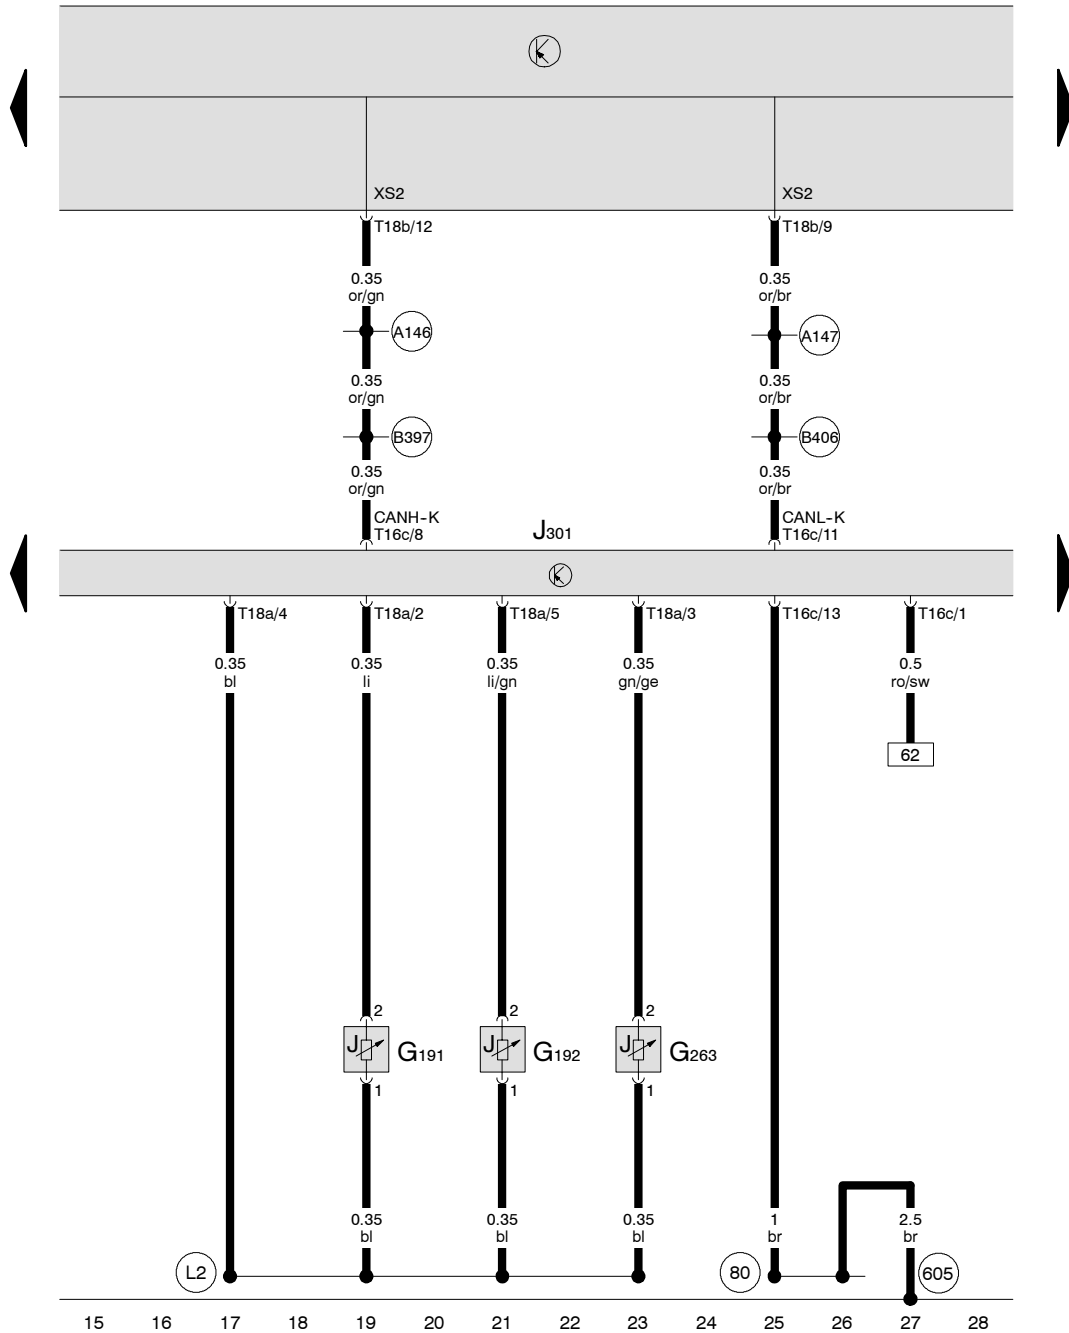 XS2 XS2
T18b/12 T18b/9
0.35 0.35
or/gn or/br
A146 A147
0.35 0.35
or/gn or/br
B397 B406
0.35 0.35
or/gn or/br
CANH-K CANL-K
T16c/8 J301 T16c/11
T18a/4 T18a/2 T18a/5 T18a/3 T16c/13 T16c/1
0.35 0.35 0.35 0.35 0.5
bl li li/gn gn/ge ro/sw
62
2 2 2
J G191 J G192 J G263
1 1 1
0.35 0.35 0.35 1 2.5
bl bl bl br br
L2 80 605
15 16 17 18 19 20 21 22 23 24 25 26 27 28